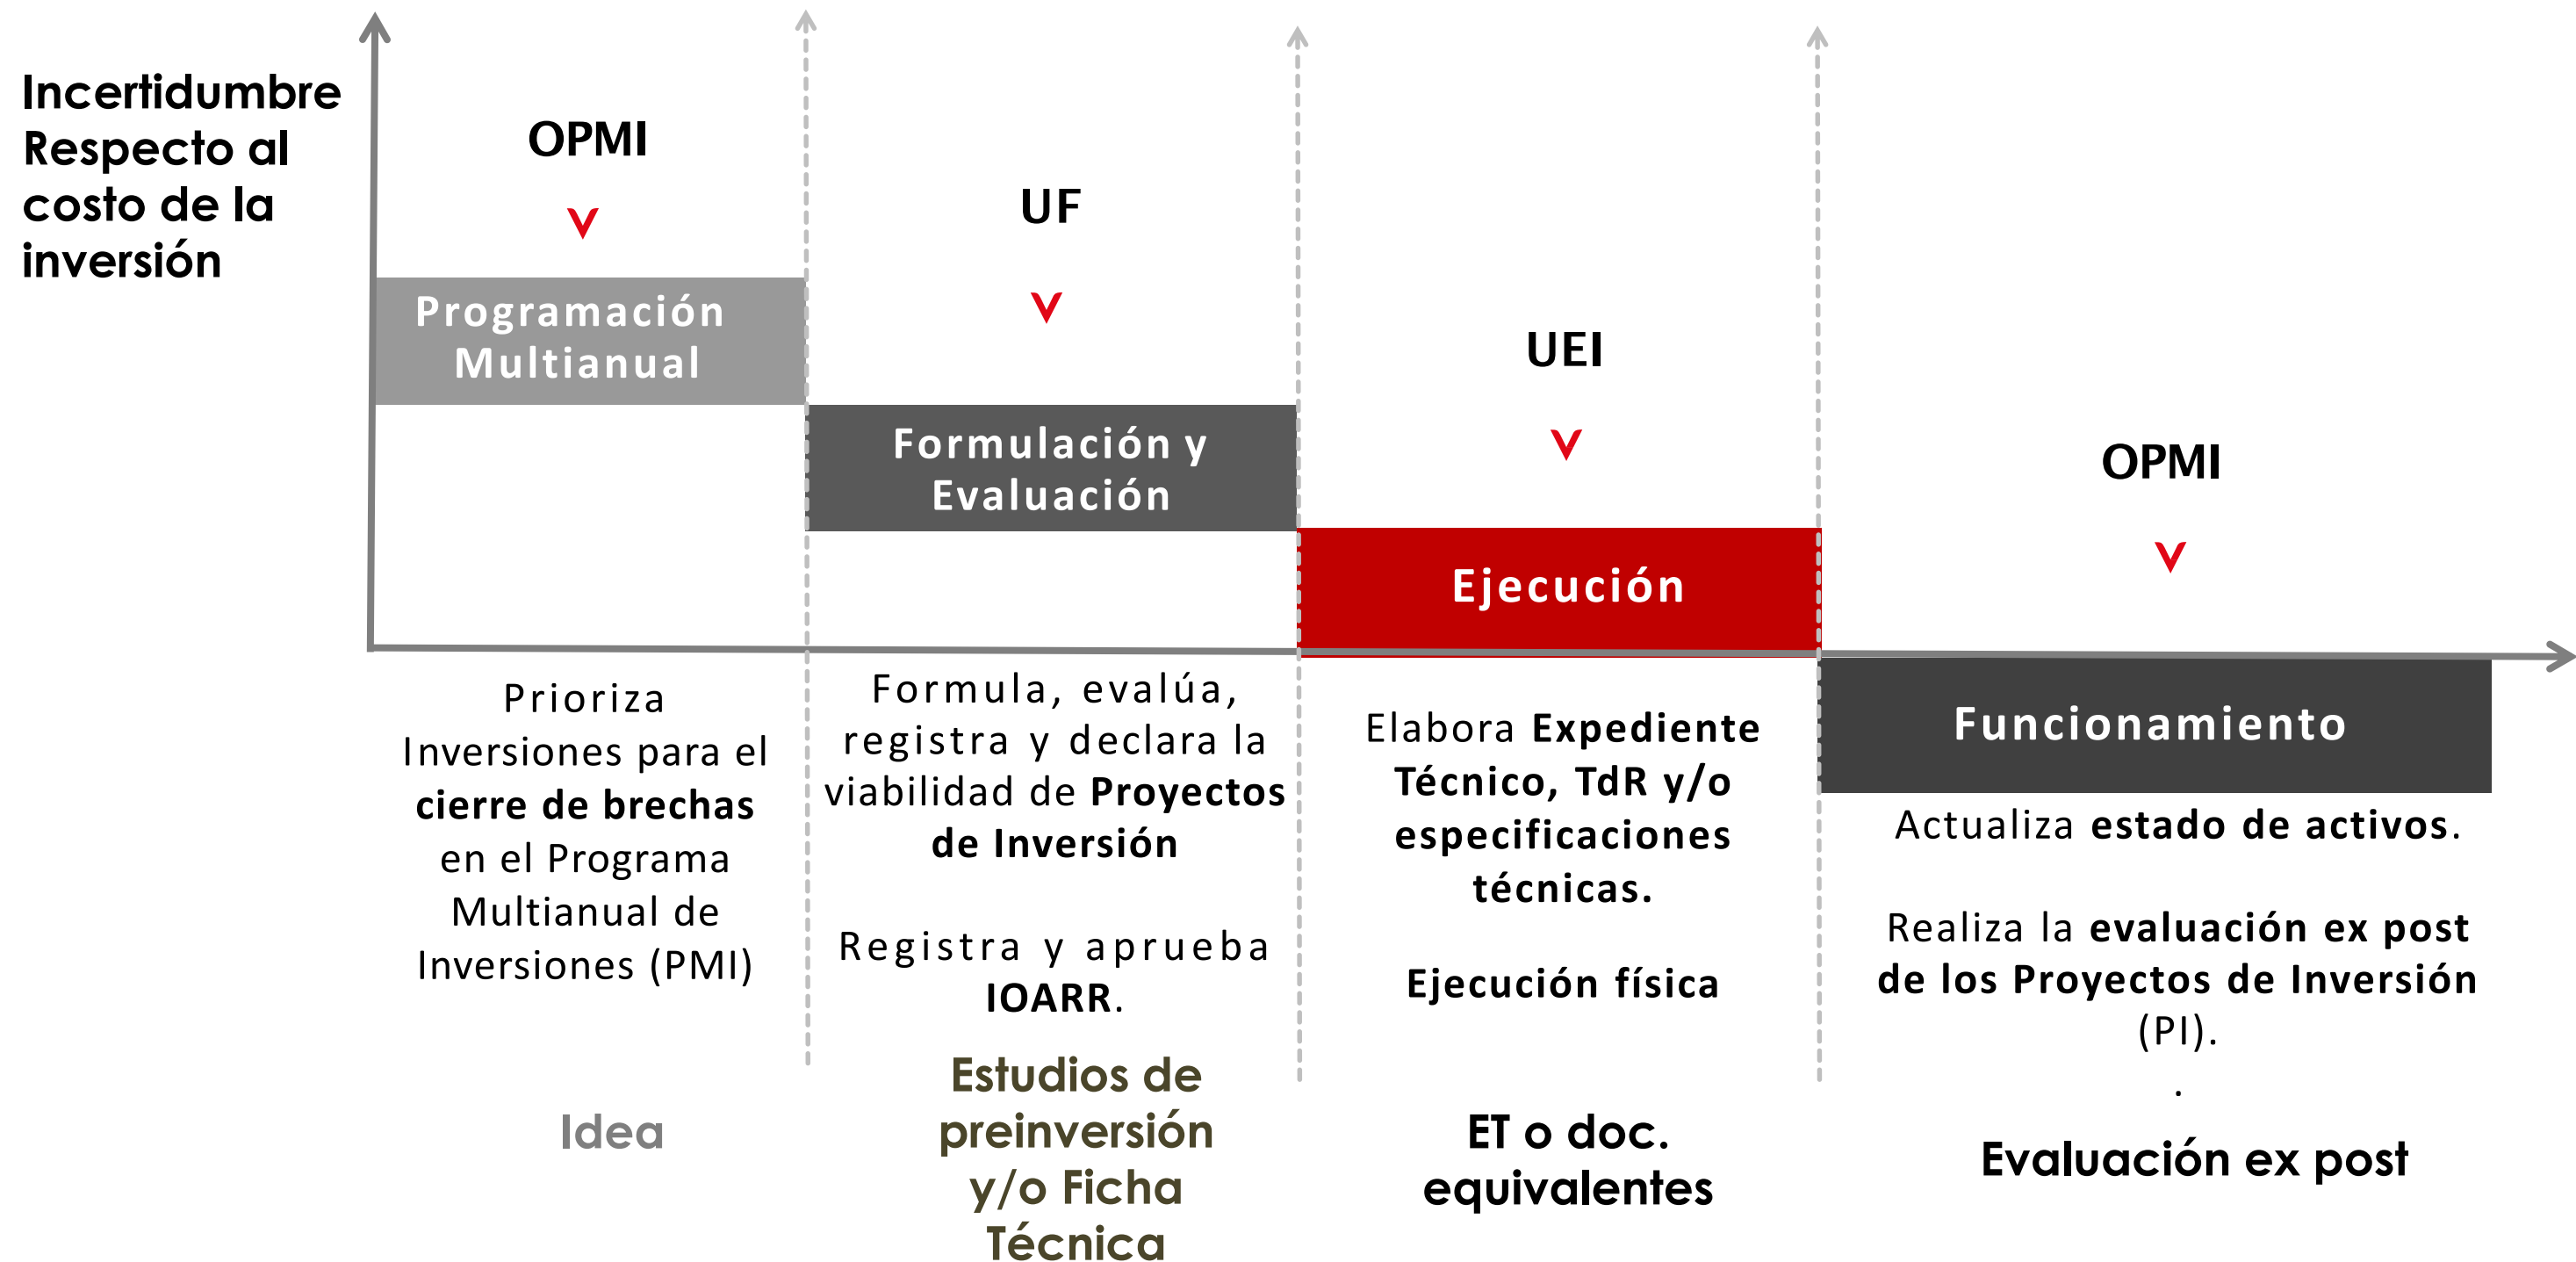 Incertidumbre
Respecto al
costo de la
inversión
OPMI
Programación
Multianual
Prioriza
Inversiones para el
cierre de brechas
en el Programa
Multianual de
Inversiones (PMI)
Idea
UF
Formulación y
Evaluación
Formula, evalúa,
registra y declara la
viabilidad de Proyectos
de Inversión
Registra y aprueba
IOARR.
Estudios de
preinversión
y/o Ficha
Técnica
UEI
Ejecución
Elabora Expediente
Técnico, TdR y/o
especificaciones
técnicas.
Ejecución física
ET o doc.
equivalentes
OPMI
Funcionamiento
Actualiza estado de activos.
Realiza la evaluación ex post
de los Proyectos de Inversión
(PI).
.
Evaluación ex post